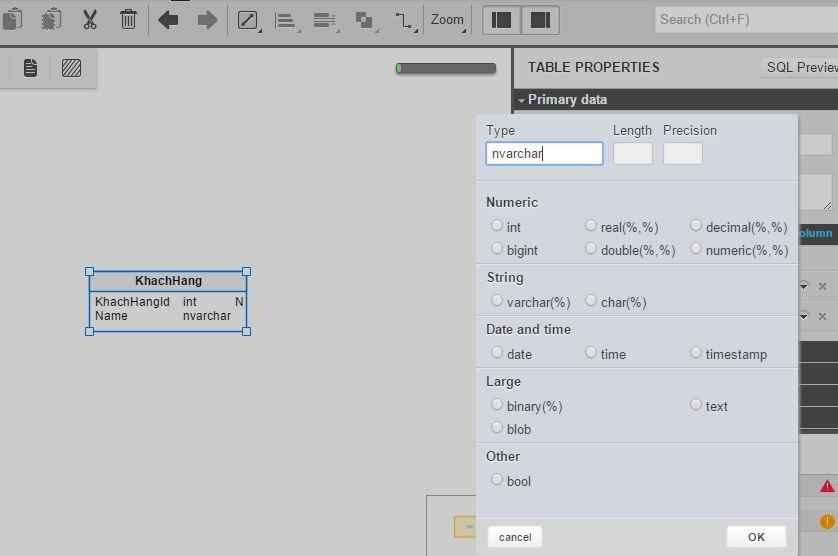 Zoom
Search (Ctrl+F)
TABLE PROPERTIES
SQL Preview
Primary data
Type
Length
Precision
nvarchar
Numeric
int
real(%,%)
decimal(%,%)
bigint
double(%,%)
numeric(%,%)
olumn
String
varchar(%)
char(%)
KhachHang
KhachHangId int N
Name nvarchar
Date and time
date
time
timestamp
Large
binary(%)
text
blob
Other
bool
cancel
OK